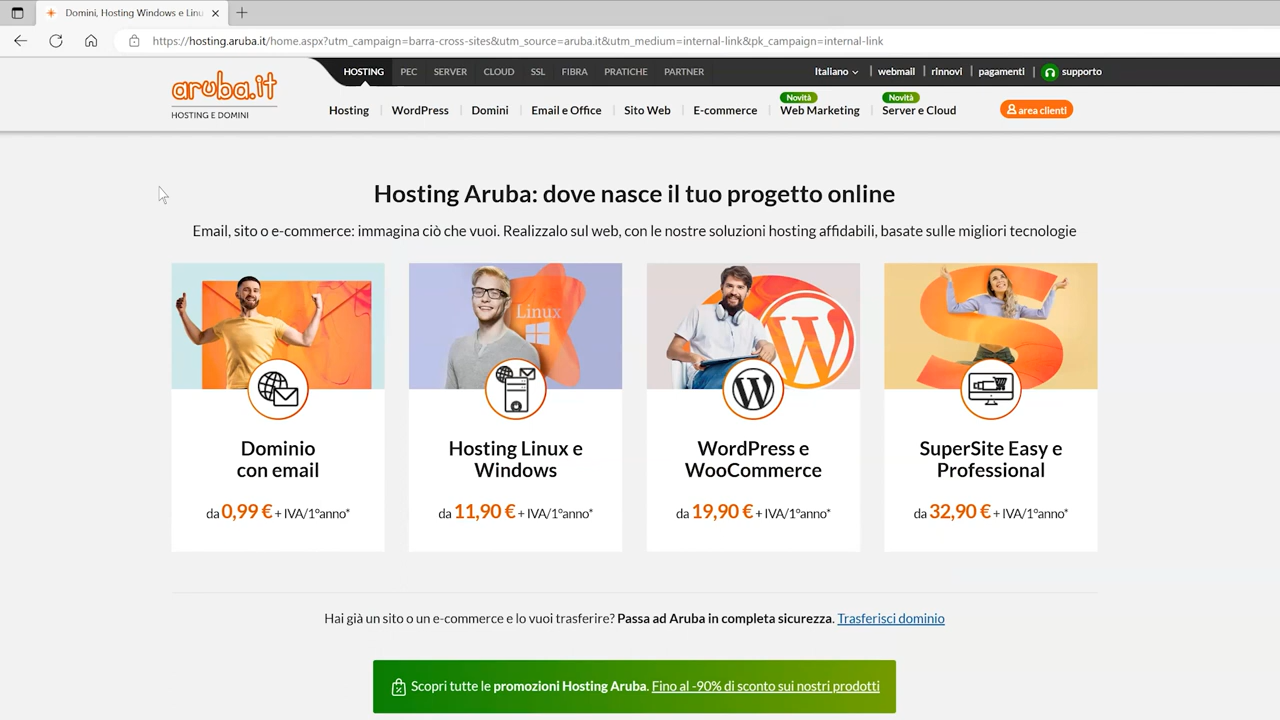 Domini, Hosting Windows e Linu
https://hosting.aruba.it/home.aspx?utm_campaign=barra-cross-sites&utm_source=aruba.it&utm_medium=internal-link&pk_campaign=internal-link
aruba.it
HOSTING E DOMINI
HOSTING PEC SERVER CLOUD SSL FIBRA PRATICHE PARTNER
Italiano webmail rinnovi pagamenti supporto
Novità Novità
Hosting WordPress Domini Email e Office Sito Web E-commerce Web Marketing Server e Cloud area clienti
Hosting Aruba: dove nasce il tuo progetto online
Email, sito o e-commerce: immagina ciò che vuoi. Realizzalo sul web, con le nostre soluzioni hosting affidabili, basate sulle migliori tecnologie
Linux
Dominio
con email
da 0,99 € + IVA/1°anno*
Hosting Linux e
Windows
da 11,90 € + IVA/1°anno*
WordPress e
WooCommerce
da 19,90 € + IVA/1°anno*
SuperSite Easy e
Professional
da 32,90 € + IVA/1°anno*
Hai già un sito o un e-commerce e lo vuoi trasferire? Passa ad Aruba in completa sicurezza. Trasferisci dominio
Scopri tutte le promozioni Hosting Aruba. Fino al -90% di sconto sui nostri prodotti